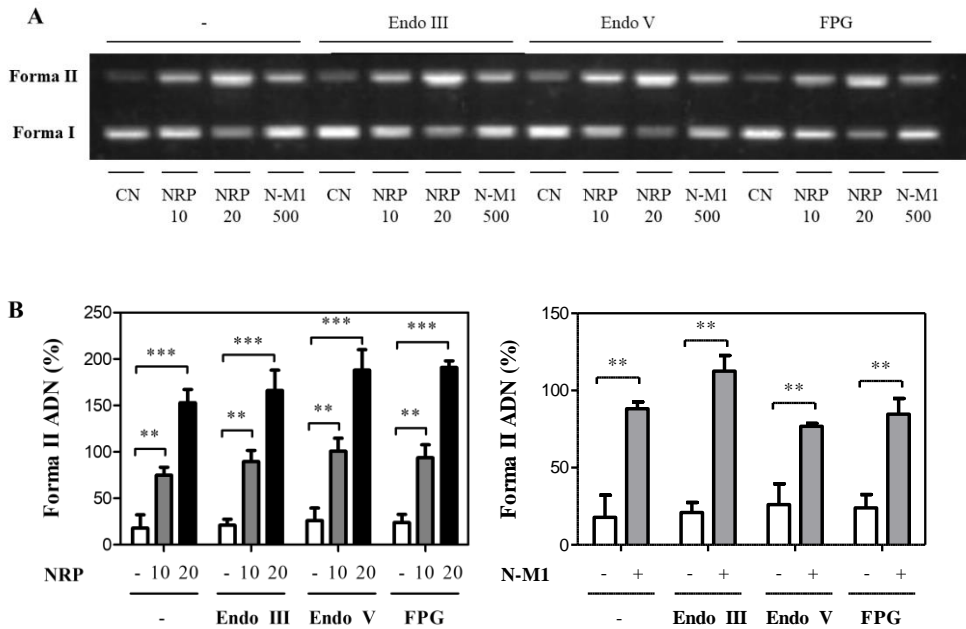 A
- Endo III Endo V FPG
Forma II
Forma I
CN NRP NRP N-M1 CN NRP NRP N-M1 CN NRP NRP N-M1 CN NRP NRP N-M1
10 20 500 10 20 500 10 20 500 10 20 500
B
Forma II ADN (%)
250
200
150
100
50
0
** *** ** *** ** *** ** ***
NRP - 10 20 - 10 20 - 10 20 - 10 20
- Endo III Endo V FPG
Forma II ADN (%)
150
100
50
0
** ** ** **
N-M1 - + - + - + - +
- Endo III Endo V FPG